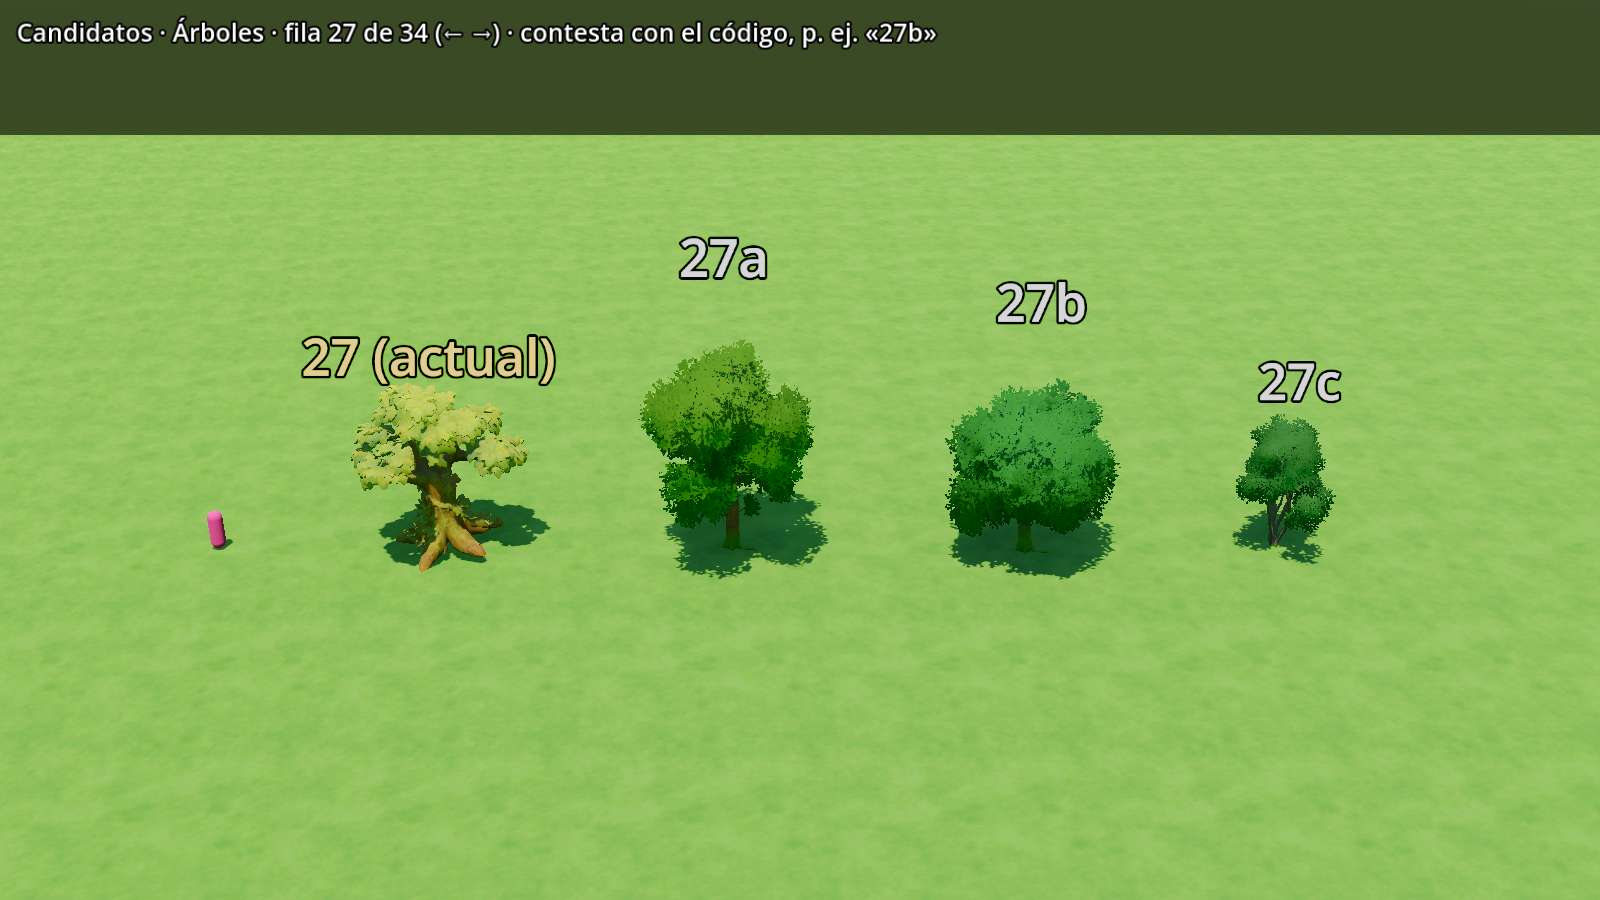 Candidatos · Árboles · fila 27 de 34 (← →) · contesta con el código, p. ej. «27b»
27a
27b
27 (actual)
27c